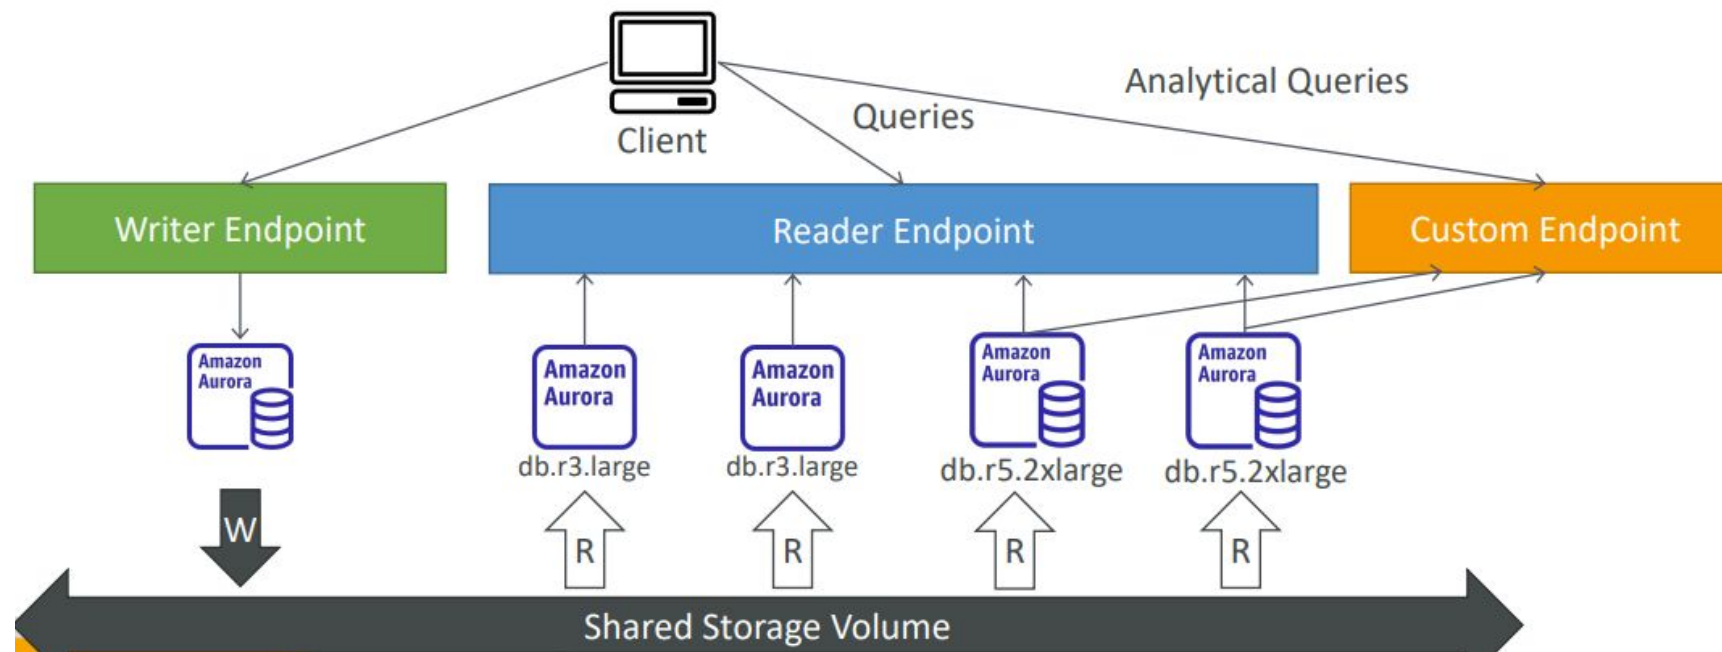 Client
Queries
Analytical Queries
Writer Endpoint
Reader Endpoint
Custom Endpoint
Amazon
Aurora
Amazon
Aurora
db.r3.large
Amazon
Aurora
db.r3.large
Amazon
Aurora
db.r5.2xlarge
Amazon
Aurora
db.r5.2xlarge
W
R
R
R
R
Shared Storage Volume